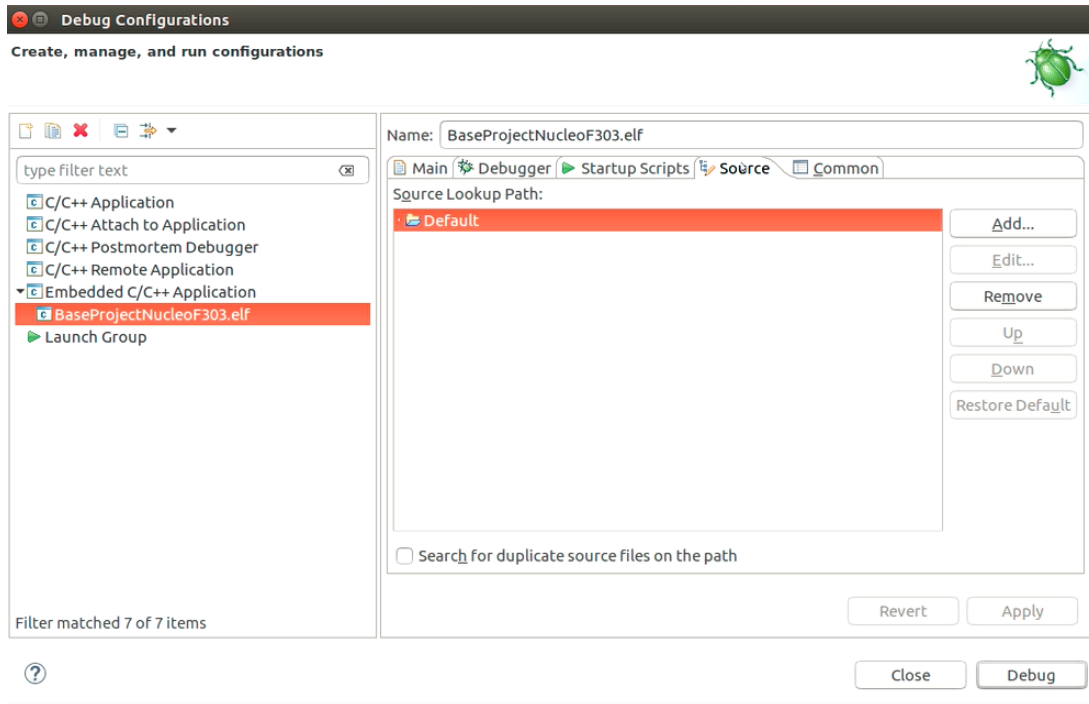 Debug Configurations
Create, manage, and run configurations
Name: BaseProjectNucleoF303.elf
type filter text
Main Debugger Startup Scripts Source Common
Source Lookup Path:
C/C++ Application
C/C++ Attach to Application
C/C++ Postmortem Debugger
C/C++ Remote Application
Embedded C/C++ Application
BaseProjectNucleoF303.elf
Launch Group
Default
Add...
Edit...
Remove
Up
Down
Restore Default
Search for duplicate source files on the path
Filter matched 7 of 7 items
Revert Apply
Close Debug